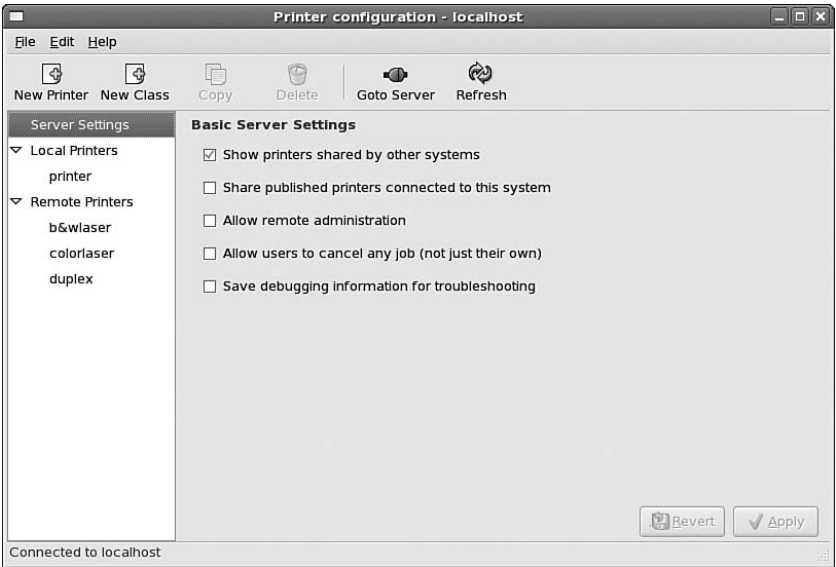 Printer configuration - localhost
File Edit Help
New Printer New Class Copy Delete Goto Server Refresh
Server Settings
Local Printers
printer
Remote Printers
b&wlaser
colorlaser
duplex
Basic Server Settings
Show printers shared by other systems
Share published printers connected to this system
Allow remote administration
Allow users to cancel any job (not just their own)
Save debugging information for troubleshooting
Revert Apply
Connected to localhost